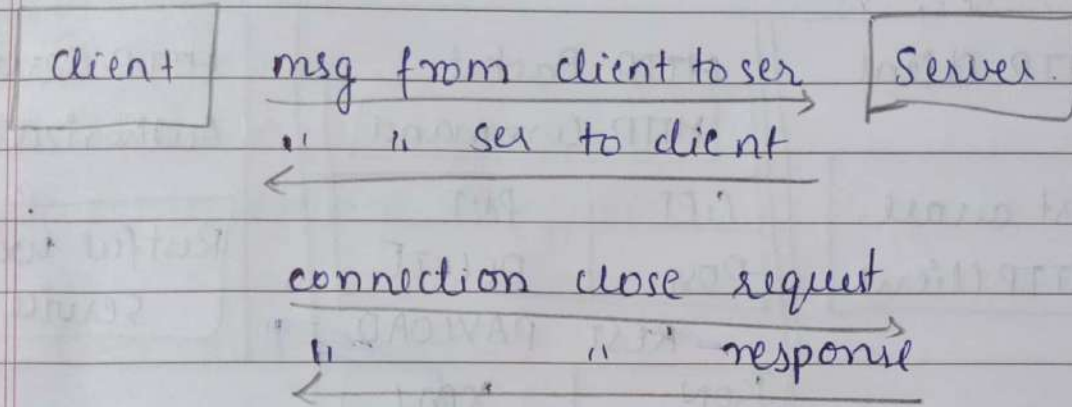 client msg from client to ser Server.
" " ser to client
connection close request
" " response